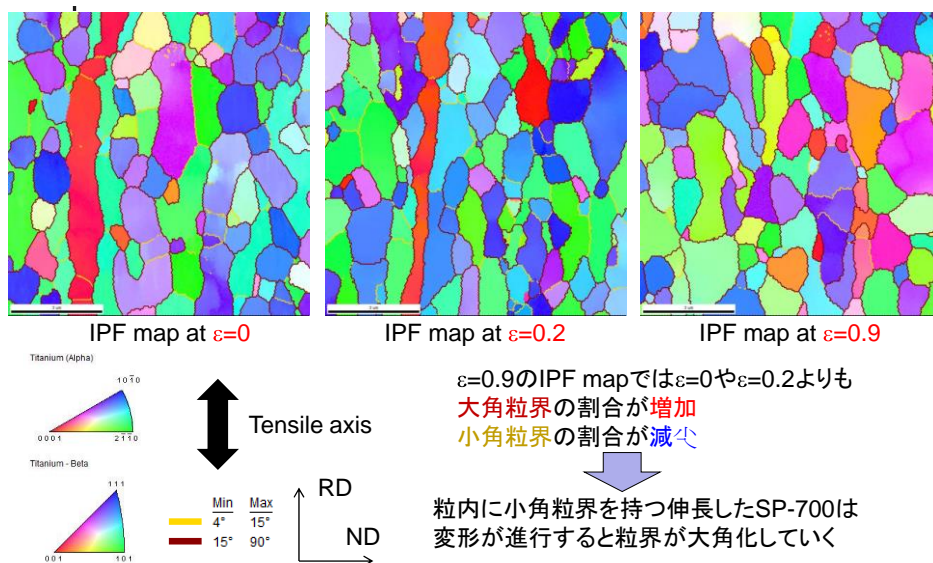 IPF map at ε=0
IPF map at ε=0.2
IPF map at ε=0.9
Titanium (Alpha)
10-10
0001
2-1-10
Titanium - Beta
111
001
101
Tensile axis
Min Max
4° 15°
15° 90°
RD
ND
ε=0.9のIPF mapではε=0やε=0.2よりも
大角粒界の割合が増加
小角粒界の割合が減少
粒内に小角粒界を持つ伸長したSP-700は
変形が進行すると粒界が大角化していく